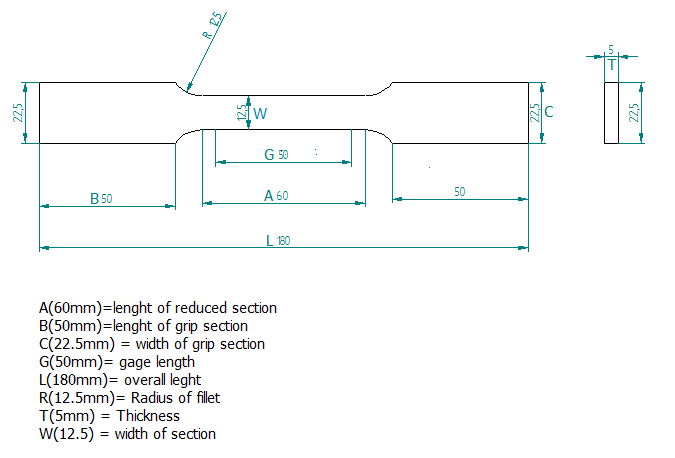 R 12,5
5
T
22,5
12,5 W
22,5 C
22,5
G 50
B 50
A 60
50
L 180
A(60mm)=lenght of reduced section
B(50mm)=lenght of grip section
C(22.5mm) = width of grip section
G(50mm)= gage length
L(180mm)= overall leght
R(12.5mm)= Radius of fillet
T(5mm) = Thickness
W(12.5) = width of section